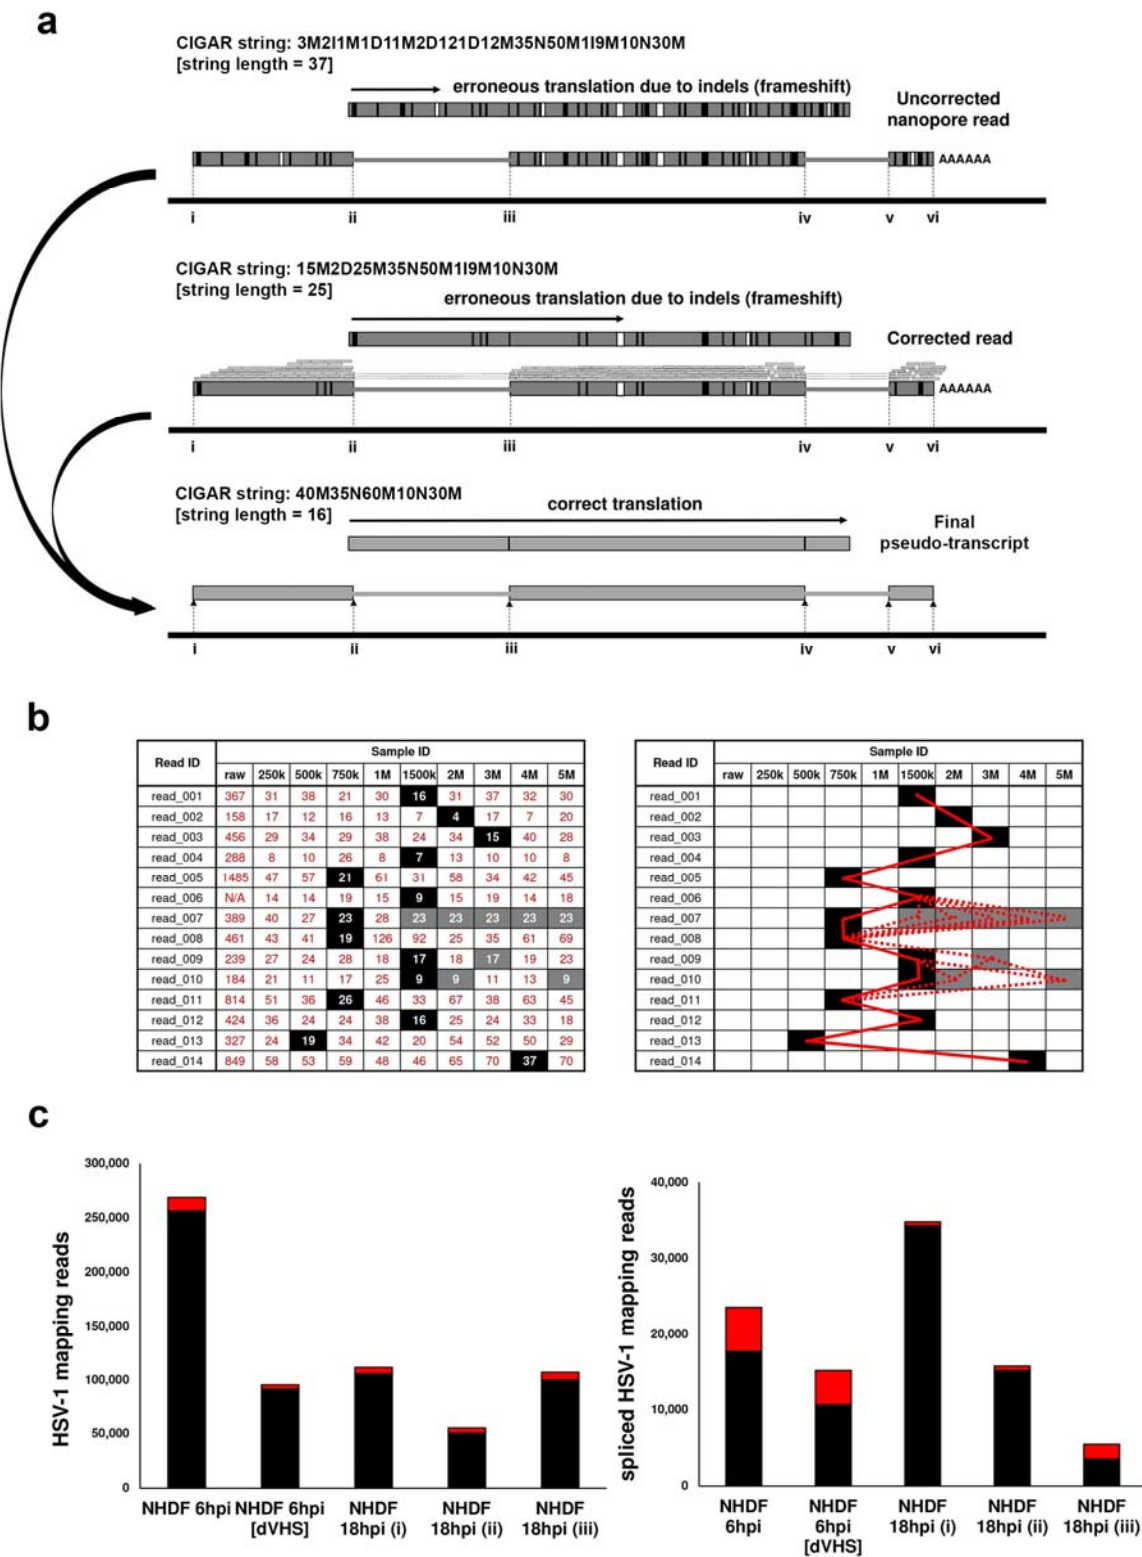 a
CIGAR string: 3M2I1M1D11M2D121D12M35N50M1I9M10N30M
[string length = 37]
erroneous translation due to indels (frameshift)
Uncorrected
nanopore read
AAAAAA
i ii iii iv v vi
CIGAR string: 15M2D25M35N50M1I9M10N30M
[string length = 25]
erroneous translation due to indels (frameshift)
Corrected read
AAAAAA
i ii iii iv v vi
CIGAR string: 40M35N60M10N30M
[string length = 16]
correct translation
Final
pseudo-transcript
i ii iii iv v vi
b
Read ID Sample ID
raw 250k 500k 750k 1M 1500k 2M 3M 4M 5M
read_001 367 31 38 21 30 16 31 37 32 30
read_002 158 17 12 16 13 7 4 17 7 20
read_003 456 29 34 29 38 24 34 15 40 28
read_004 288 8 10 26 8 7 13 10 10 8
read_005 1485 47 57 21 61 31 58 34 42 45
read_006 N/A 14 14 19 15 9 15 19 14 18
read_007 389 40 27 23 28 23 23 23 23 23
read_008 461 43 41 19 126 92 25 35 61 69
read_009 239 27 24 28 18 17 18 17 19 23
read_010 184 21 11 17 25 9 9 11 13 9
read_011 814 51 36 26 46 33 67 38 63 45
read_012 424 36 24 24 38 16 25 24 33 18
read_013 327 24 19 34 42 20 54 52 50 29
read_014 849 58 53 59 48 46 65 70 37 70
Read ID Sample ID
raw 250k 500k 750k 1M 1500k 2M 3M 4M 5M
read_001
read_002
read_003
read_004
read_005
read_006
read_007
read_008
read_009
read_010
read_011
read_012
read_013
read_014
c
HSV-1 mapping reads
300,000
250,000
200,000
150,000
100,000
50,000
0
NHDF 6hpi NHDF 6hpi [dVHS] NHDF 18hpi (i) NHDF 18hpi (ii) NHDF 18hpi (iii)
spliced HSV-1 mapping reads
40,000
30,000
20,000
10,000
0
NHDF 6hpi NHDF 6hpi [dVHS] NHDF 18hpi (i) NHDF 18hpi (ii) NHDF 18hpi (iii)